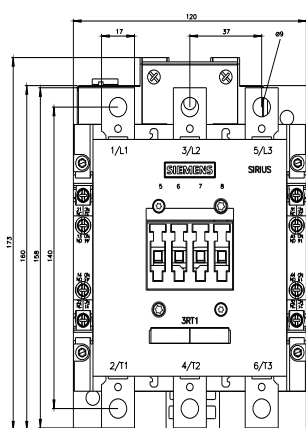 120
17
37
ø9
1/L1
3/L2
5/L3
SIEMENS
SIRIUS
5 6 7 8
173
160
158
140
3RT1
2/T1
4/T2
6/T3